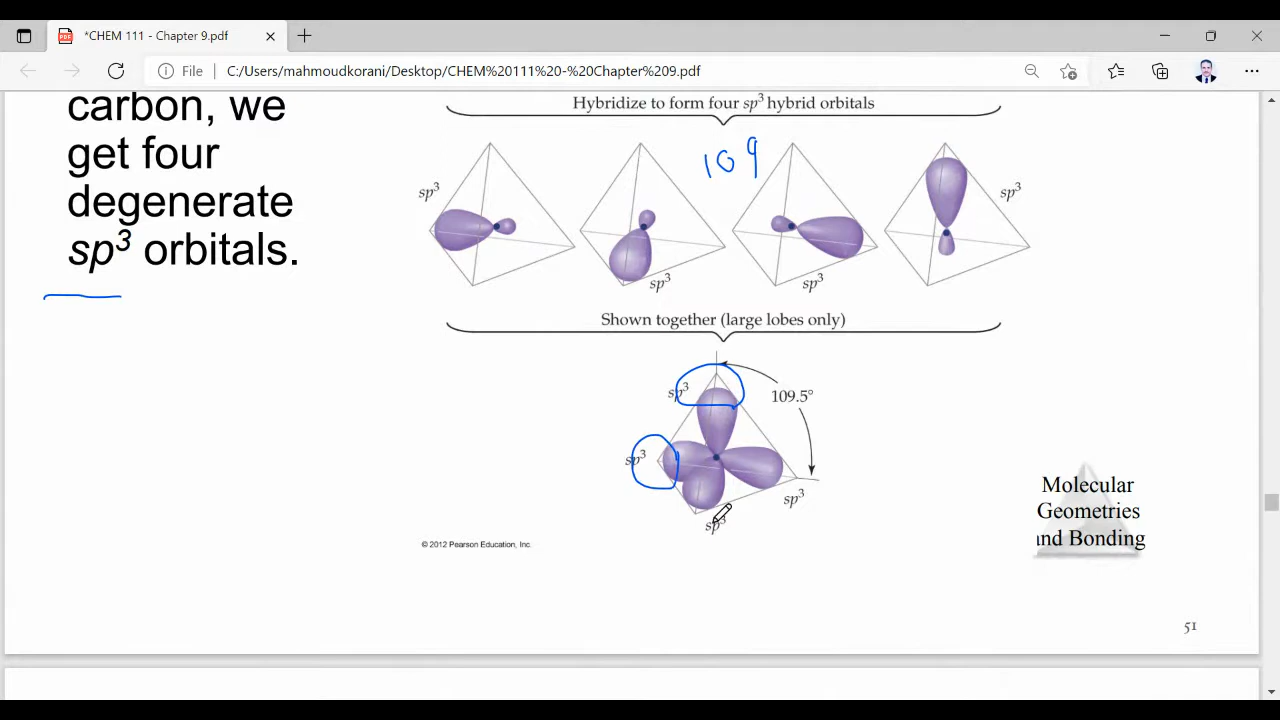 *CHEM 111 - Chapter 9.pdf
File
C:/Users/mahmoudkorani/Desktop/CHEM%20111%20-%20Chapter%209.pdf
carbon, we
get four
degenerate
sp³ orbitals.
Hybridize to form four sp³ hybrid orbitals
109
sp³
sp³
sp³
sp³
Shown together (large lobes only)
sp³
109.5°
sp³
sp³
sp³
© 2012 Pearson Education, Inc.
Molecular
Geometries
and Bonding
51